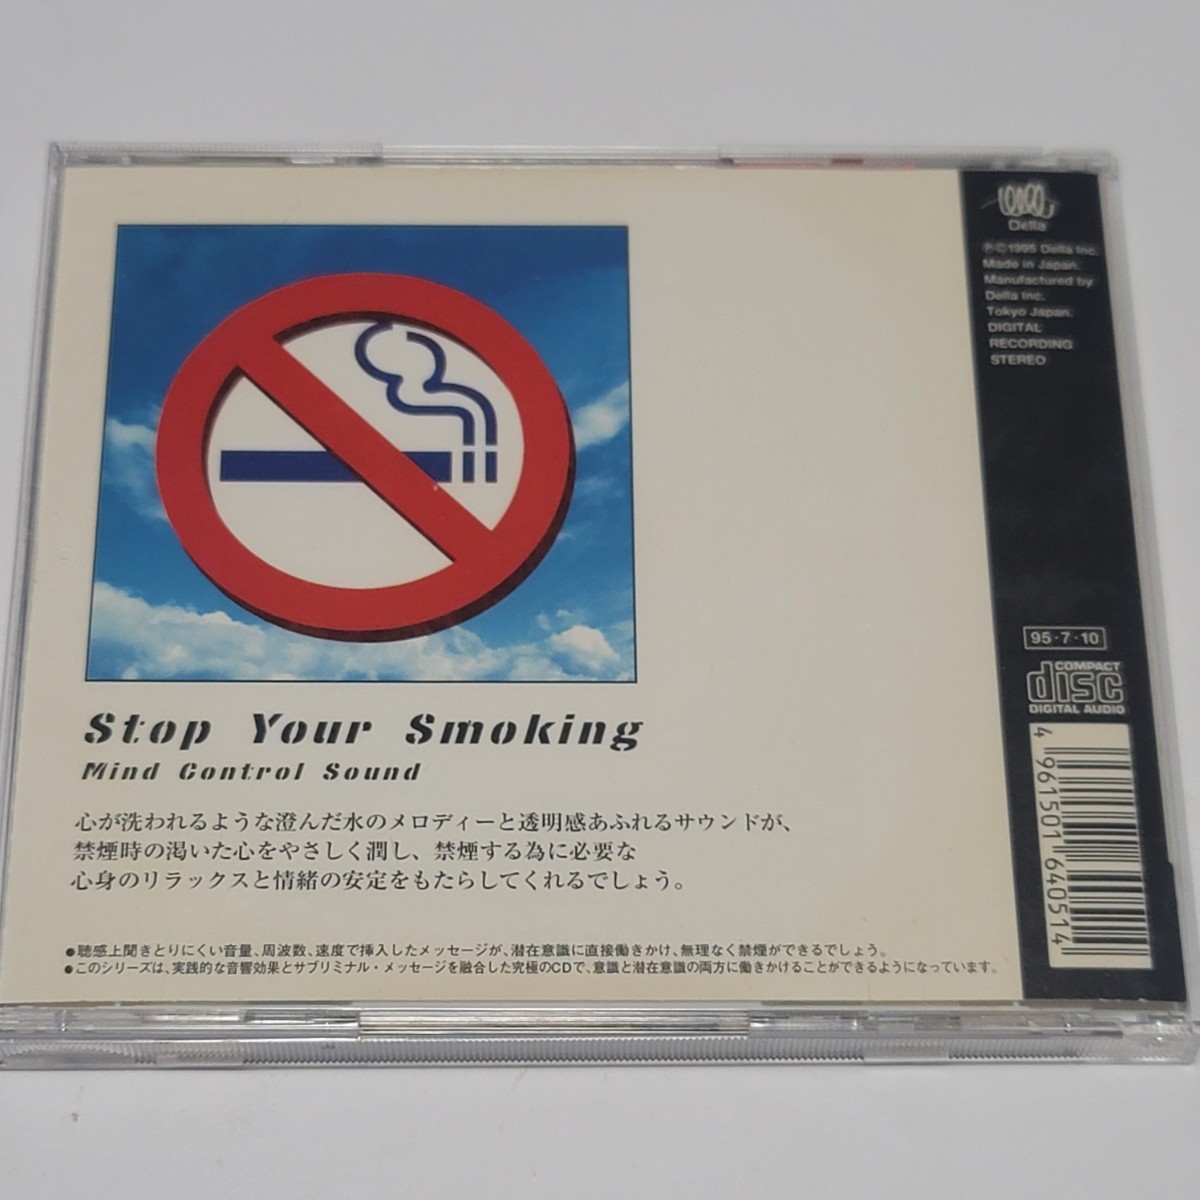 Della
℗©1995 Della Inc.
Made in Japan.
Manufactured by
Della Inc.
Tokyo Japan.
DIGITAL
RECORDING
STEREO
Stop Your Smoking
Mind Control Sound
心が洗われるような澄んだ水のメロディーと透明感あふれるサウンドが、
禁煙時の渇いた心をやさしく潤し、禁煙する為に必要な
心身のリラックスと情緒の安定をもたらしてくれるでしょう。
●聴感上聞きとりにくい音量、周波数、速度で挿入したメッセージが、潜在意識に直接働きかけ、無理なく禁煙ができるでしょう。
●このシリーズは、実践的な音響効果とサブリミナル・メッセージを融合した究極のCDで、意識と潜在意識の両方に働きかけることができるようになっています。
95・7・10
COMPACT
disc
DIGITAL AUDIO
4 961501 640514